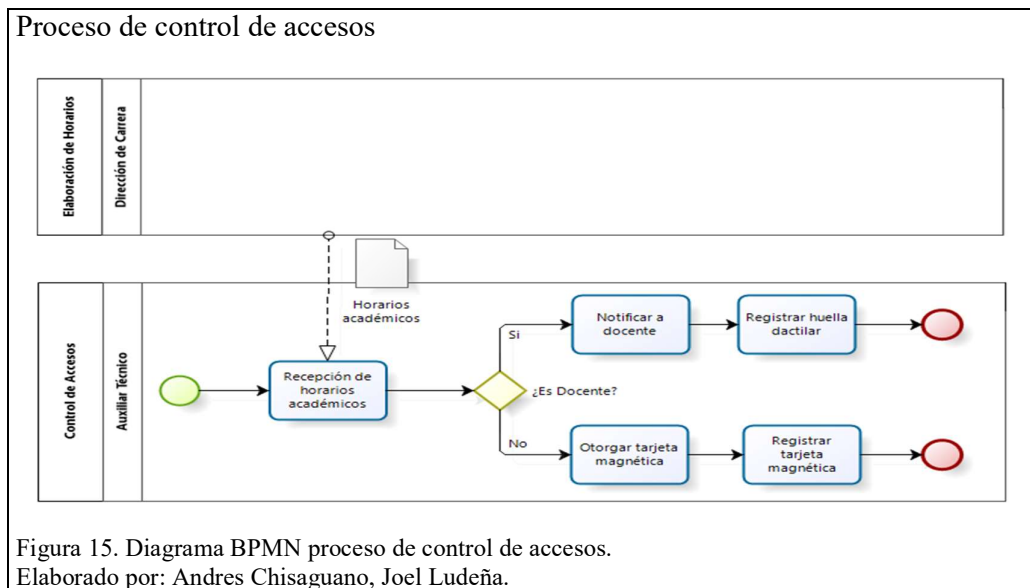 Proceso de control de accesos
Elaboración de Horarios
Dirección de Carrera
Horarios
académicos
Control de Accesos
Auxiliar Técnico
Recepción de
horarios
académicos
¿Es Docente?
Si
Notificar a
docente
Registrar huella
dactilar
No
Otorgar tarjeta
magnética
Registrar
tarjeta
magnética
Figura 15. Diagrama BPMN proceso de control de accesos.
Elaborado por: Andres Chisaguano, Joel Ludeña.